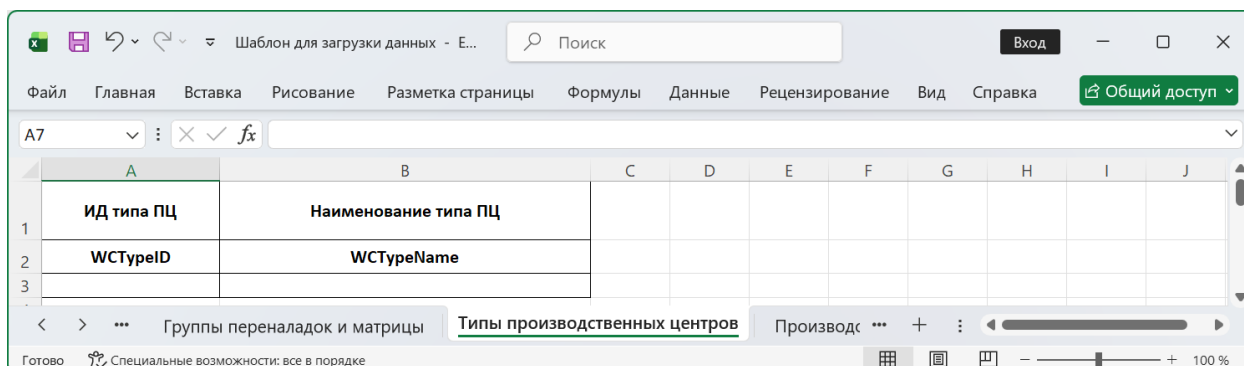 Шаблон для загрузки данных - E...
Поиск
Вход
Файл Главная Вставка Рисование Разметка страницы Формулы Данные Рецензирование Вид Справка Общий доступ
A7 fx
A B C D E F G H I J
1 ИД типа ПЦ Наименование типа ПЦ
2 WCTypeID WCTypeName
3
Группы переналадок и матрицы Типы производственных центров Производс ...
Готово Специальные возможности: все в порядке 100 %